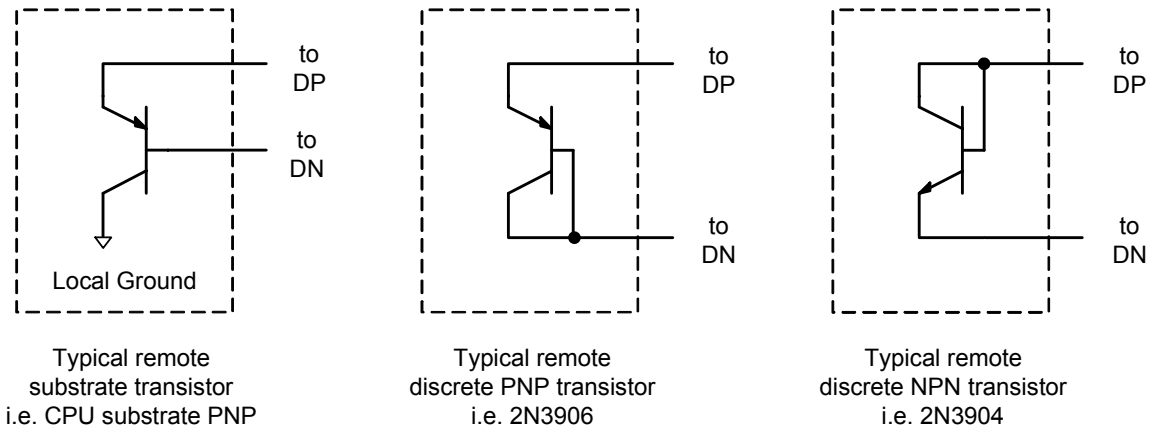 to
DP
to
DN
Local Ground
Typical remote
substrate transistor
i.e. CPU substrate PNP
to
DP
to
DN
Typical remote
discrete PNP transistor
i.e. 2N3906
to
DP
to
DN
Typical remote
discrete NPN transistor
i.e. 2N3904